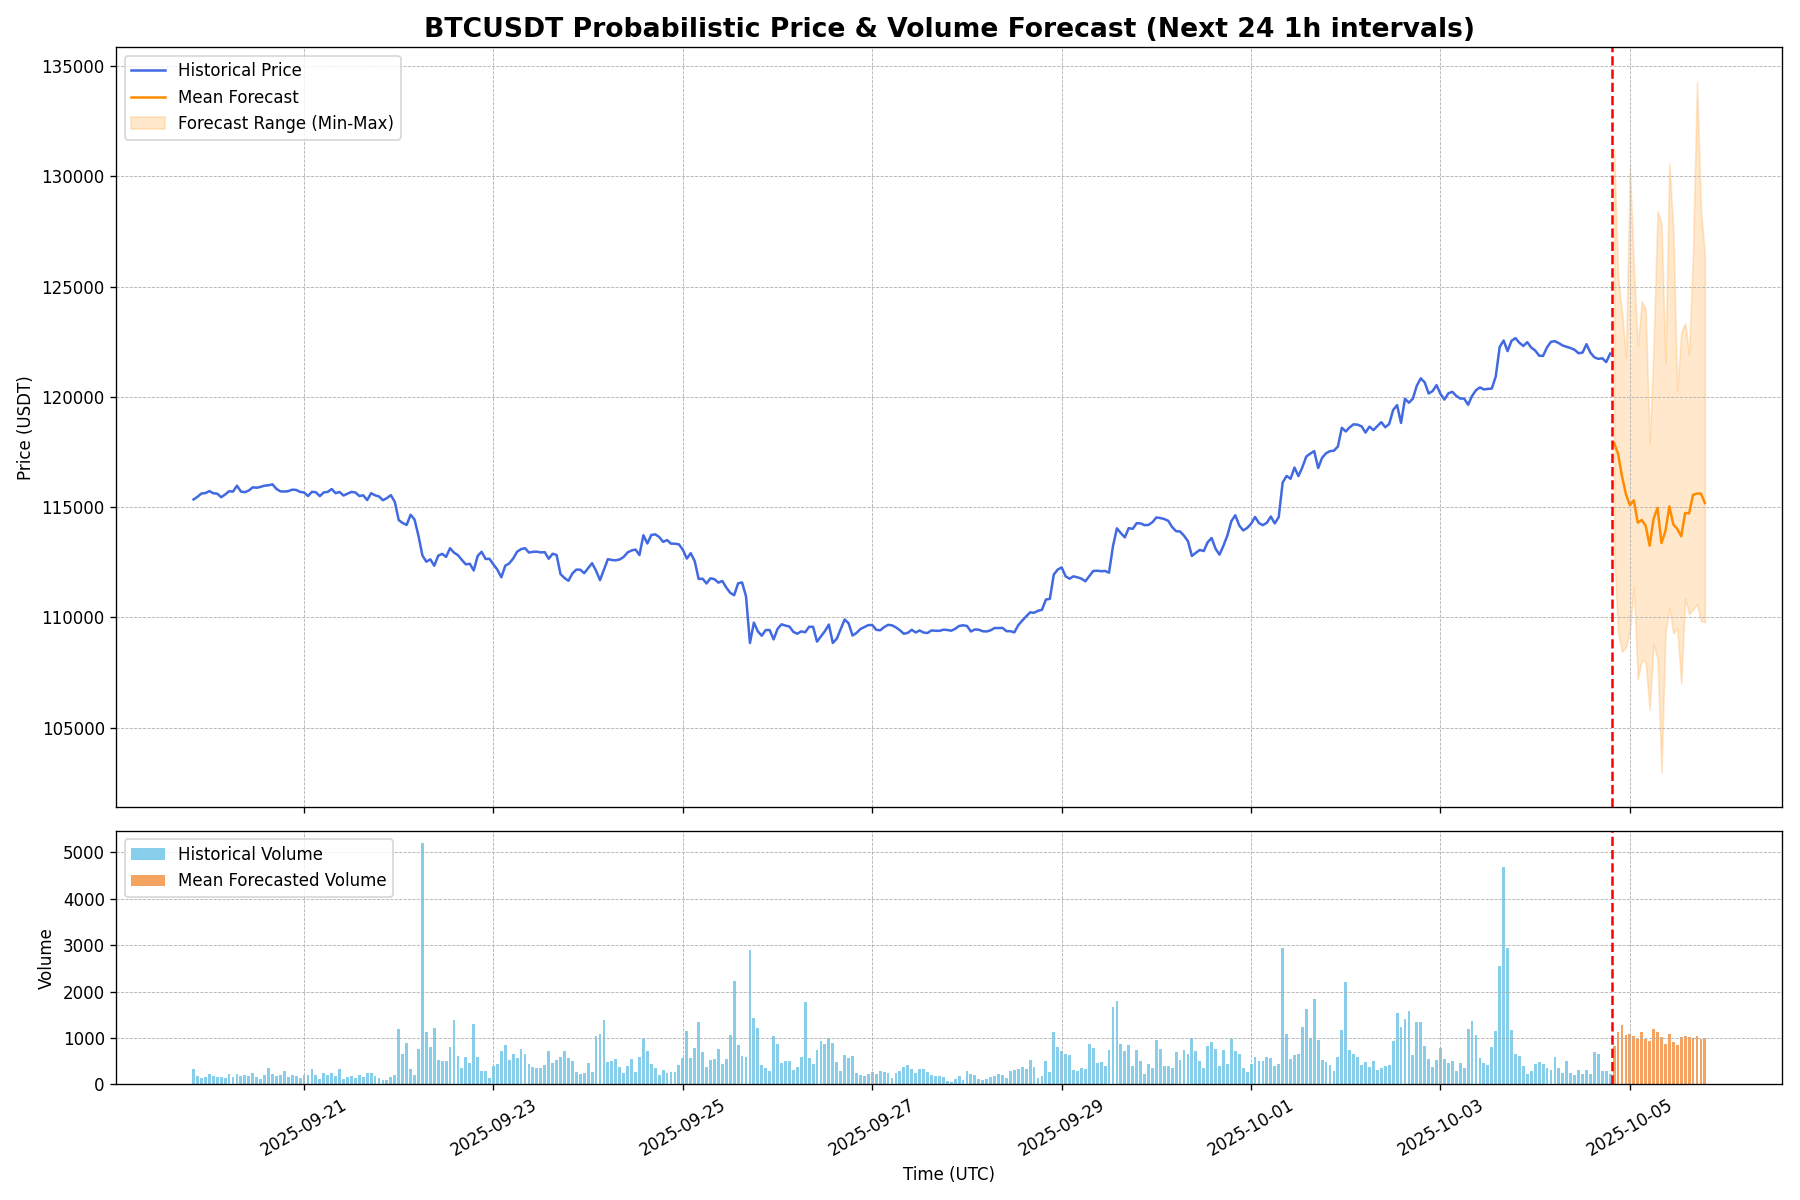 BTCUSDT Probabilistic Price & Volume Forecast (Next 24 1h intervals)
Historical Price
Mean Forecast
Forecast Range (Min-Max)
Price (USDT)
135000
130000
125000
120000
115000
110000
105000
Historical Volume
Mean Forecasted Volume
Volume
5000
4000
3000
2000
1000
0
2025-09-21
2025-09-23
2025-09-25
2025-09-27
2025-09-29
2025-10-01
2025-10-03
2025-10-05
Time (UTC)